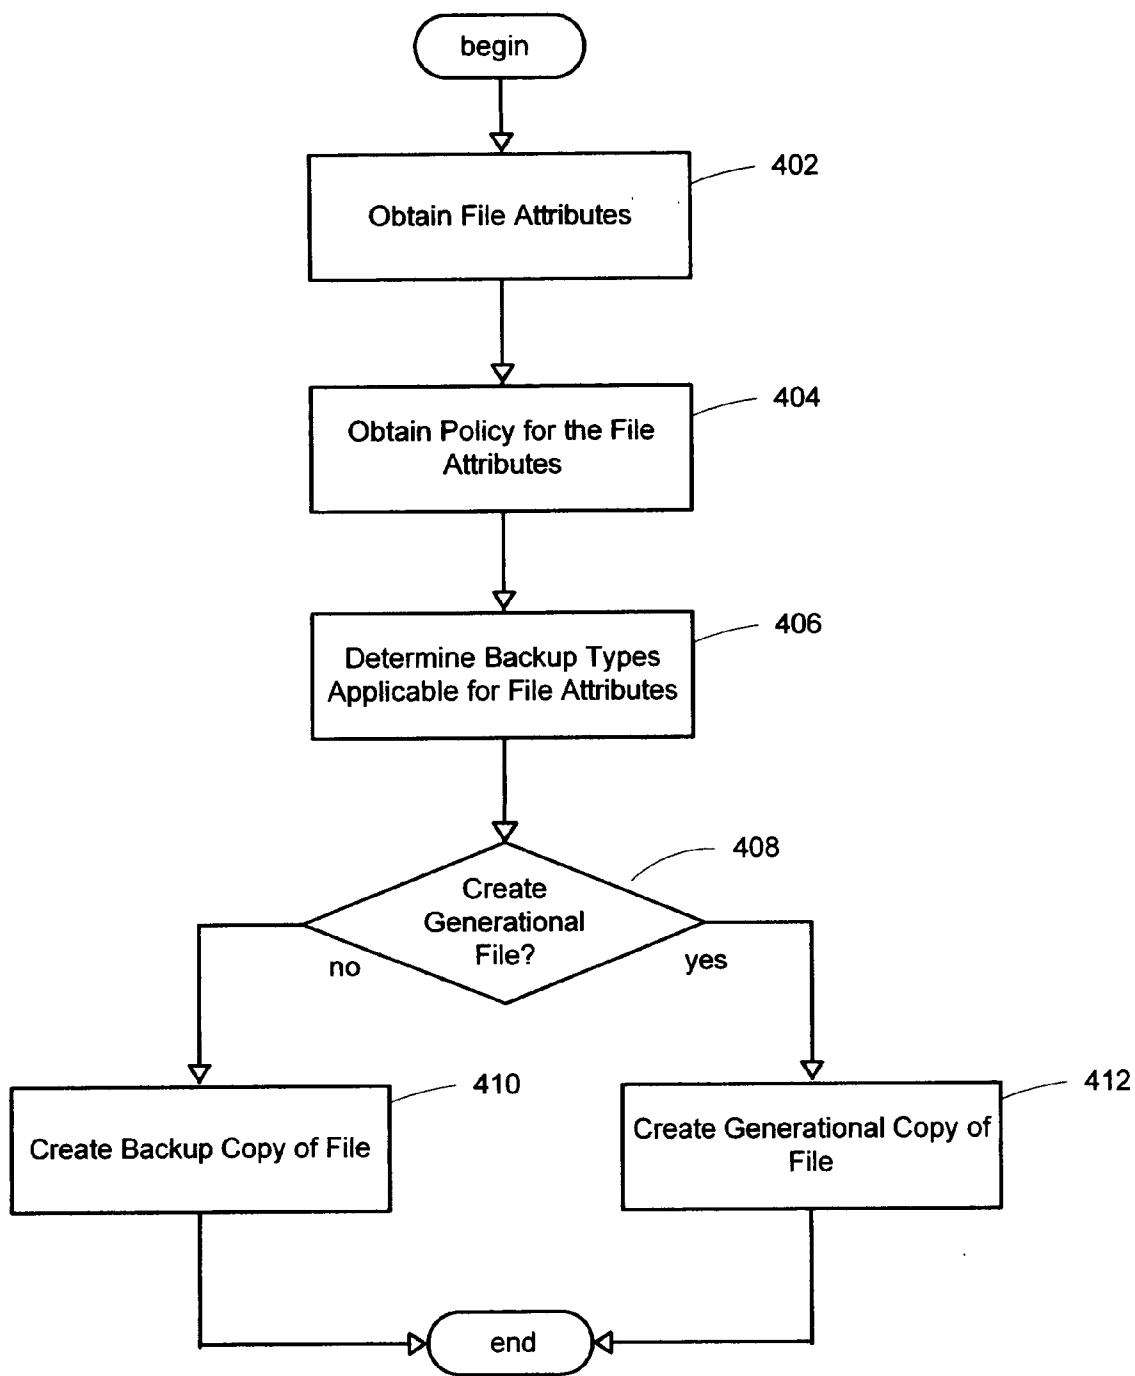 begin
402
Obtain File Attributes
404
Obtain Policy for the File
Attributes
406
Determine Backup Types
Applicable for File Attributes
408
Create
Generational
File?
no
yes
410
Create Backup Copy of File
412
Create Generational Copy of
File
end